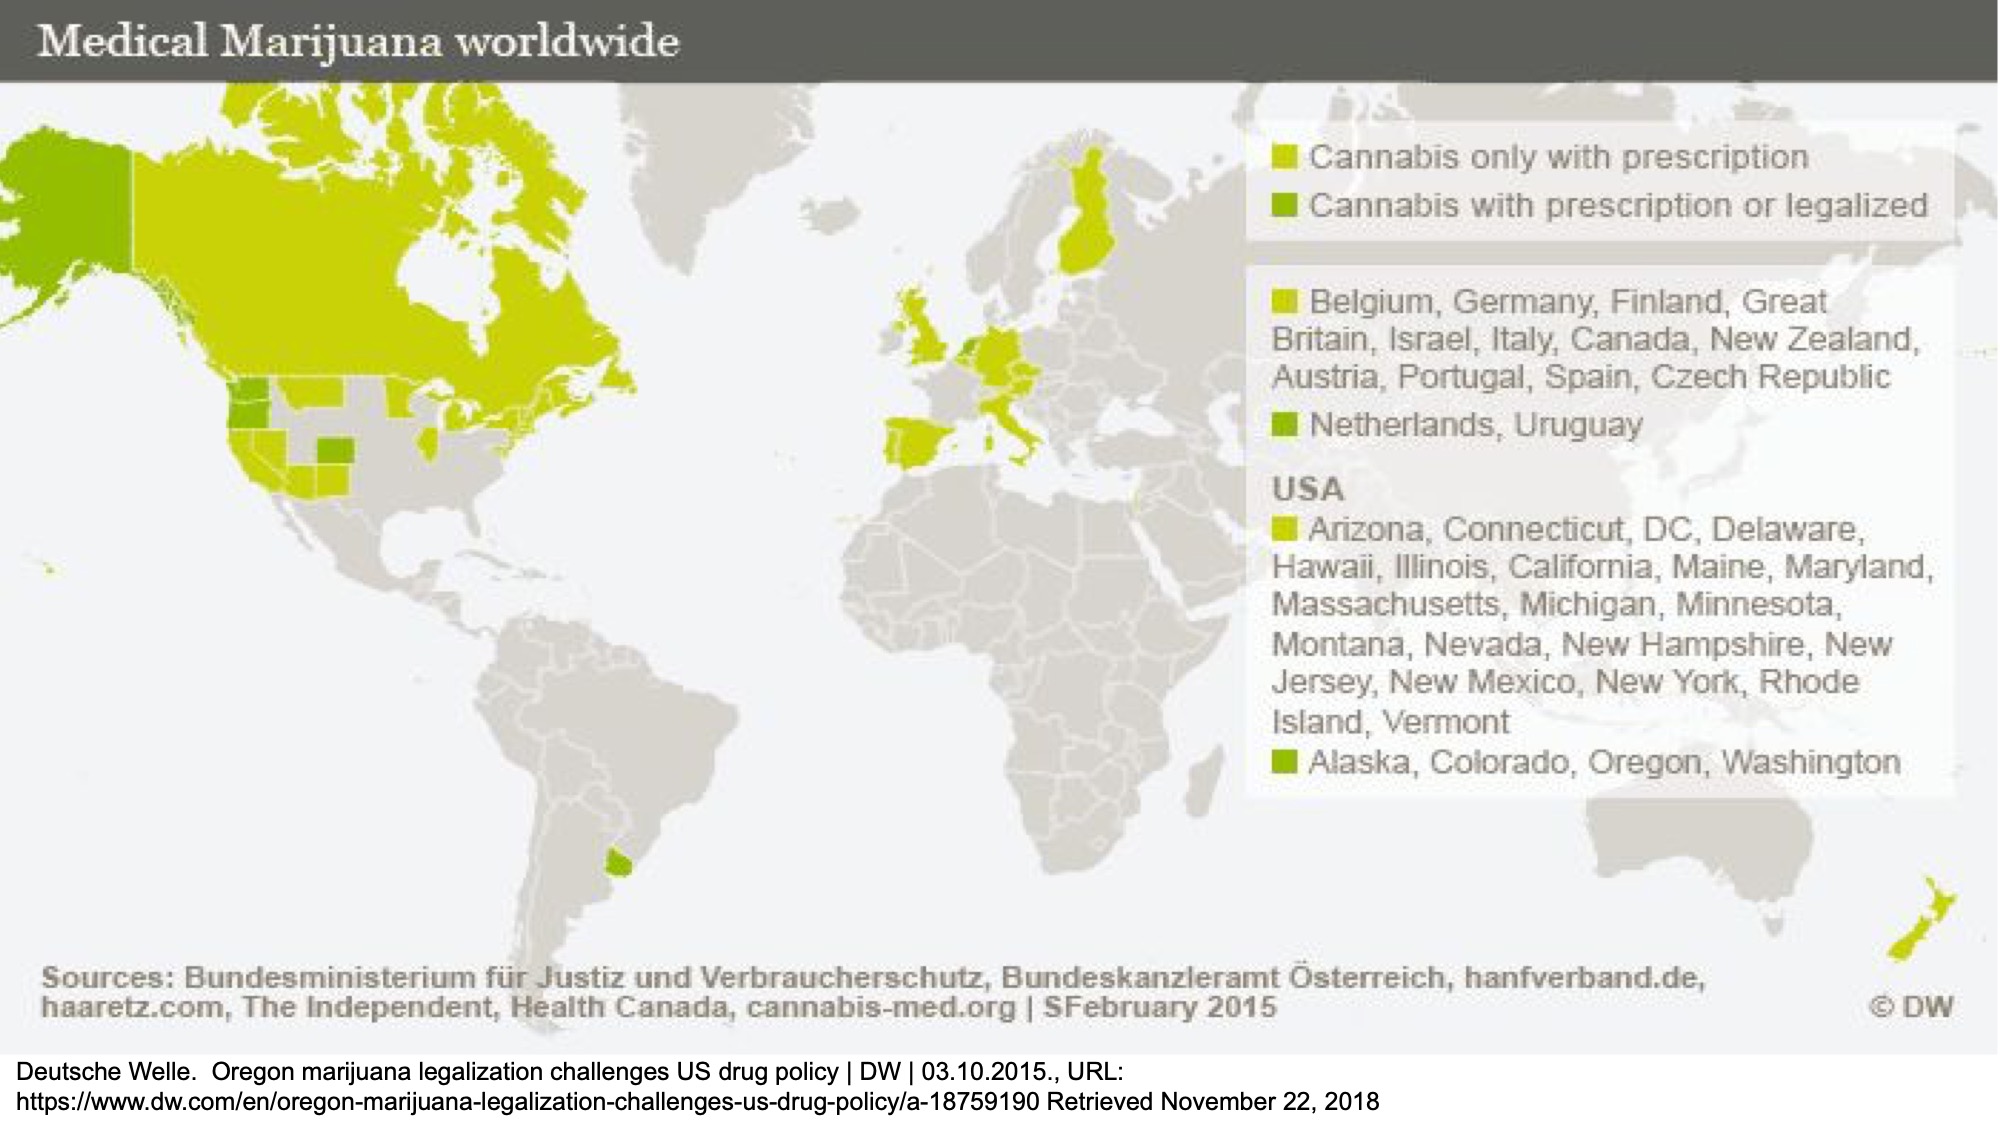 Medical Marijuana worldwide
Cannabis only with prescription
Cannabis with prescription or legalized
Belgium, Germany, Finland, Great
Britain, Israel, Italy, Canada, New Zealand,
Austria, Portugal, Spain, Czech Republic
Netherlands, Uruguay
USA
Arizona, Connecticut, DC, Delaware,
Hawaii, Illinois, California, Maine, Maryland,
Massachusetts, Michigan, Minnesota,
Montana, Nevada, New Hampshire, New
Jersey, New Mexico, New York, Rhode
Island, Vermont
Alaska, Colorado, Oregon, Washington
Sources: Bundesministerium für Justiz und Verbraucherschutz, Bundeskanzleramt Österreich, hanfverband.de,
haaretz.com, The Independent, Health Canada, cannabis-med.org | SFebruary 2015
© DW
Deutsche Welle.  Oregon marijuana legalization challenges US drug policy | DW | 03.10.2015., URL:
https://www.dw.com/en/oregon-marijuana-legalization-challenges-us-drug-policy/a-18759190 Retrieved November 22, 2018